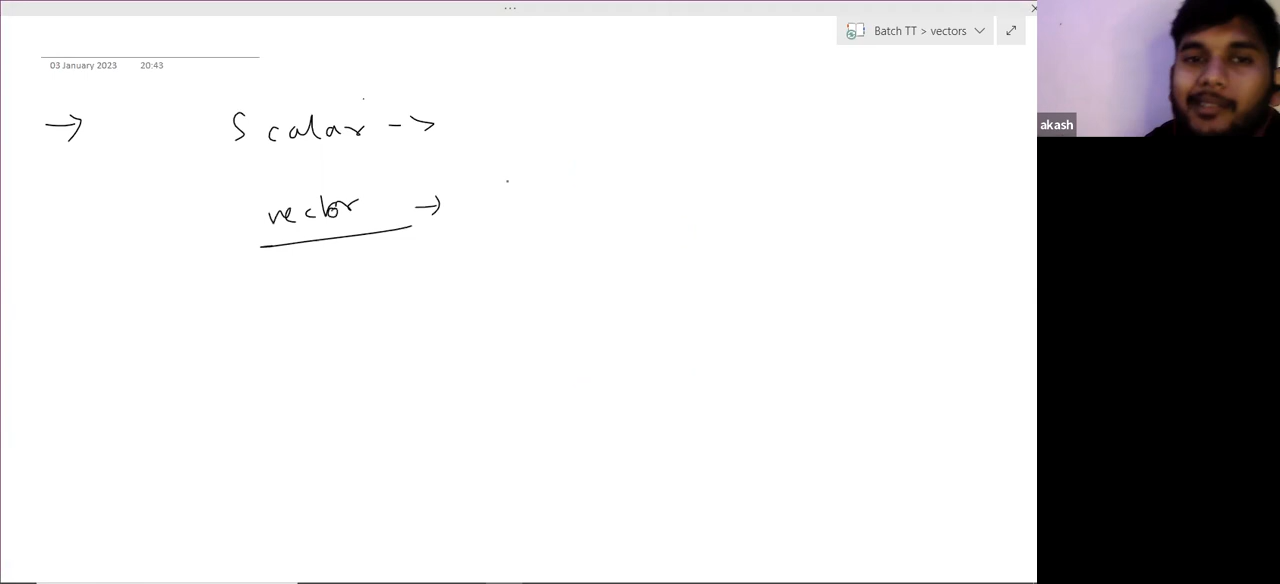 ...
Batch TT > vectors
03 January 2023 20:43
→ Scalar →
vector →
akash